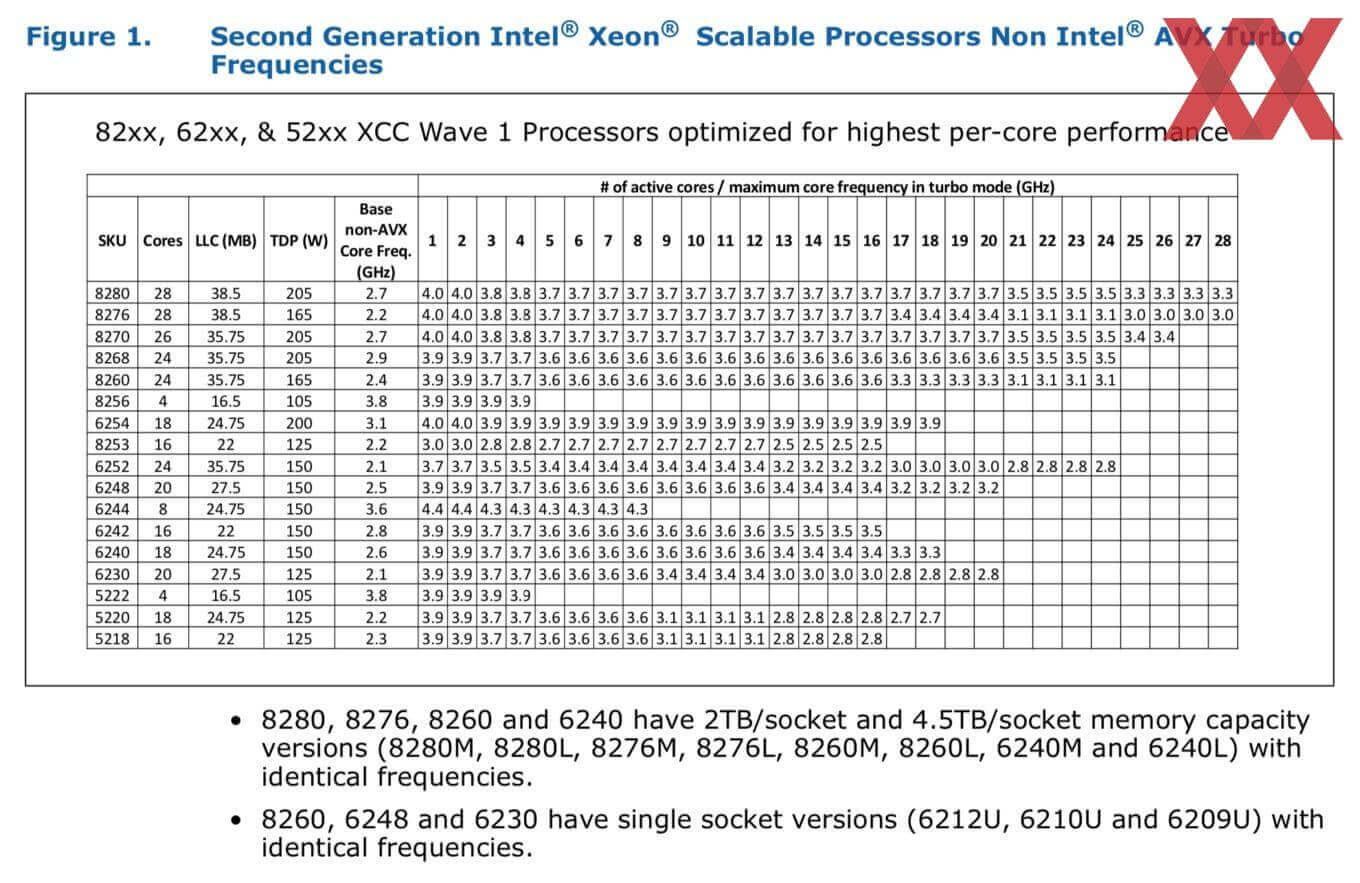 Figure 1. Second Generation Intel® Xeon® Scalable Processors Non Intel® AVX Turbo
Frequencies
82xx, 62xx, & 52xx XCC Wave 1 Processors optimized for highest per-core performance
# of active cores / maximum core frequency in turbo mode (GHz)
SKU Cores LLC (MB) TDP (W) Base non-AVX Core Freq. (GHz) 1 2 3 4 5 6 7 8 9 10 11 12 13 14 15 16 17 18 19 20 21 22 23 24 25 26 27 28
8280 28 38.5 205 2.7 4.0 4.0 3.8 3.8 3.7 3.7 3.7 3.7 3.7 3.7 3.7 3.7 3.7 3.7 3.7 3.7 3.7 3.7 3.7 3.7 3.5 3.5 3.5 3.5 3.3 3.3 3.3 3.3
8276 28 38.5 165 2.2 4.0 4.0 3.8 3.8 3.7 3.7 3.7 3.7 3.7 3.7 3.7 3.7 3.7 3.7 3.7 3.7 3.4 3.4 3.4 3.4 3.1 3.1 3.1 3.1 3.0 3.0 3.0 3.0
8270 26 35.75 205 2.7 4.0 4.0 3.8 3.8 3.7 3.7 3.7 3.7 3.7 3.7 3.7 3.7 3.7 3.7 3.7 3.7 3.7 3.7 3.7 3.7 3.5 3.5 3.5 3.5 3.4 3.4
8268 24 35.75 205 2.9 3.9 3.9 3.7 3.7 3.6 3.6 3.6 3.6 3.6 3.6 3.6 3.6 3.6 3.6 3.6 3.6 3.6 3.6 3.6 3.6 3.5 3.5 3.5 3.5
8260 24 35.75 165 2.4 3.9 3.9 3.7 3.7 3.6 3.6 3.6 3.6 3.6 3.6 3.6 3.6 3.6 3.6 3.6 3.6 3.3 3.3 3.3 3.3 3.1 3.1 3.1 3.1
8256 4 16.5 105 3.8 3.9 3.9 3.9 3.9
6254 18 24.75 200 3.1 4.0 4.0 3.9 3.9 3.9 3.9 3.9 3.9 3.9 3.9 3.9 3.9 3.9 3.9 3.9 3.9 3.9 3.9
8253 16 22 125 2.2 3.0 3.0 2.8 2.8 2.7 2.7 2.7 2.7 2.7 2.7 2.7 2.7 2.5 2.5 2.5 2.5
6252 24 35.75 150 2.1 3.7 3.7 3.5 3.5 3.4 3.4 3.4 3.4 3.4 3.4 3.4 3.4 3.2 3.2 3.2 3.2 3.0 3.0 3.0 3.0 2.8 2.8 2.8 2.8
6248 20 27.5 150 2.5 3.9 3.9 3.7 3.7 3.6 3.6 3.6 3.6 3.6 3.6 3.6 3.6 3.4 3.4 3.4 3.4 3.2 3.2 3.2 3.2
6244 8 24.75 150 3.6 4.4 4.4 4.3 4.3 4.3 4.3 4.3 4.3
6242 16 22 150 2.8 3.9 3.9 3.7 3.7 3.6 3.6 3.6 3.6 3.6 3.6 3.6 3.6 3.5 3.5 3.5 3.5
6240 18 24.75 150 2.6 3.9 3.9 3.7 3.7 3.6 3.6 3.6 3.6 3.6 3.6 3.6 3.6 3.4 3.4 3.4 3.4 3.3 3.3
6230 20 27.5 125 2.1 3.9 3.9 3.7 3.7 3.6 3.6 3.6 3.6 3.4 3.4 3.4 3.4 3.0 3.0 3.0 3.0 2.8 2.8 2.8 2.8
5222 4 16.5 105 3.8 3.9 3.9 3.9 3.9
5220 18 24.75 125 2.2 3.9 3.9 3.7 3.7 3.6 3.6 3.6 3.6 3.1 3.1 3.1 3.1 2.8 2.8 2.8 2.8 2.7 2.7
5218 16 22 125 2.3 3.9 3.9 3.7 3.7 3.6 3.6 3.6 3.6 3.1 3.1 3.1 3.1 2.8 2.8 2.8 2.8
• 8280, 8276, 8260 and 6240 have 2TB/socket and 4.5TB/socket memory capacity
versions (8280M, 8280L, 8276M, 8276L, 8260M, 8260L, 6240M and 6240L) with
identical frequencies.
• 8260, 6248 and 6230 have single socket versions (6212U, 6210U and 6209U) with
identical frequencies.